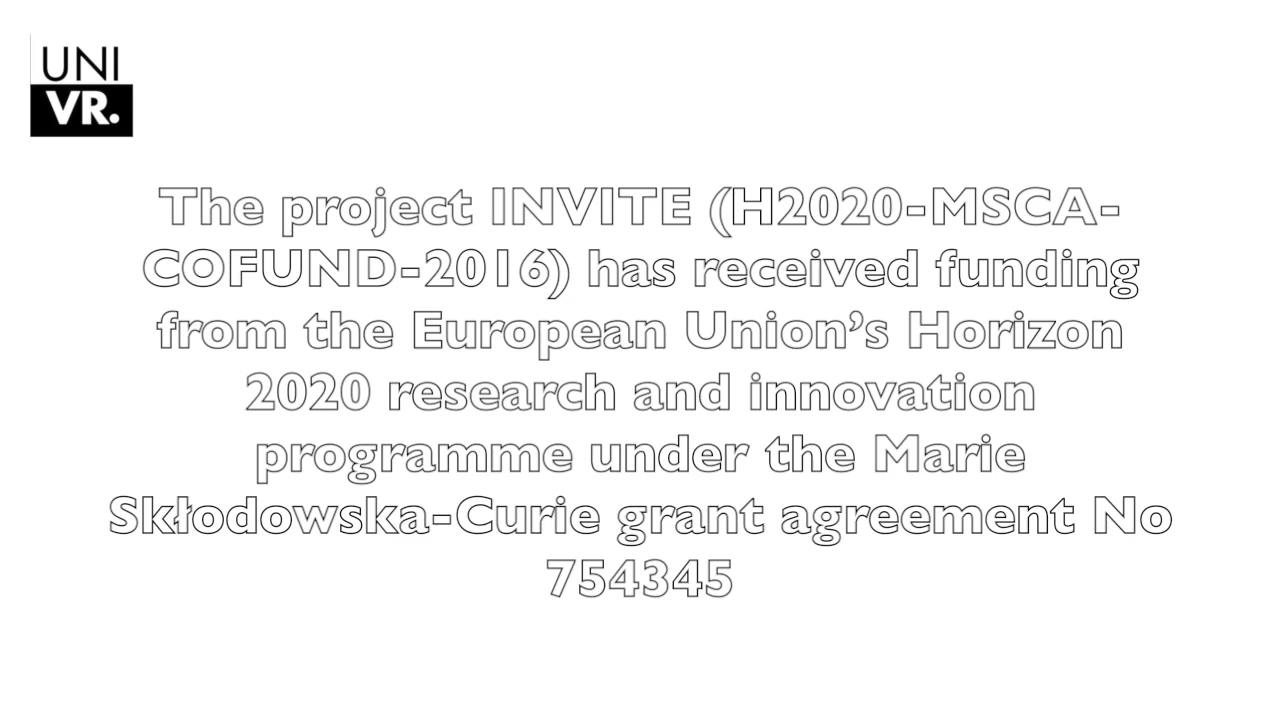 UNI
VR.
The project INVITE (H2020-MSCA-
COFUND-2016) has received funding
from the European Union’s Horizon
2020 research and innovation
programme under the Marie
Skłodowska-Curie grant agreement No
754345